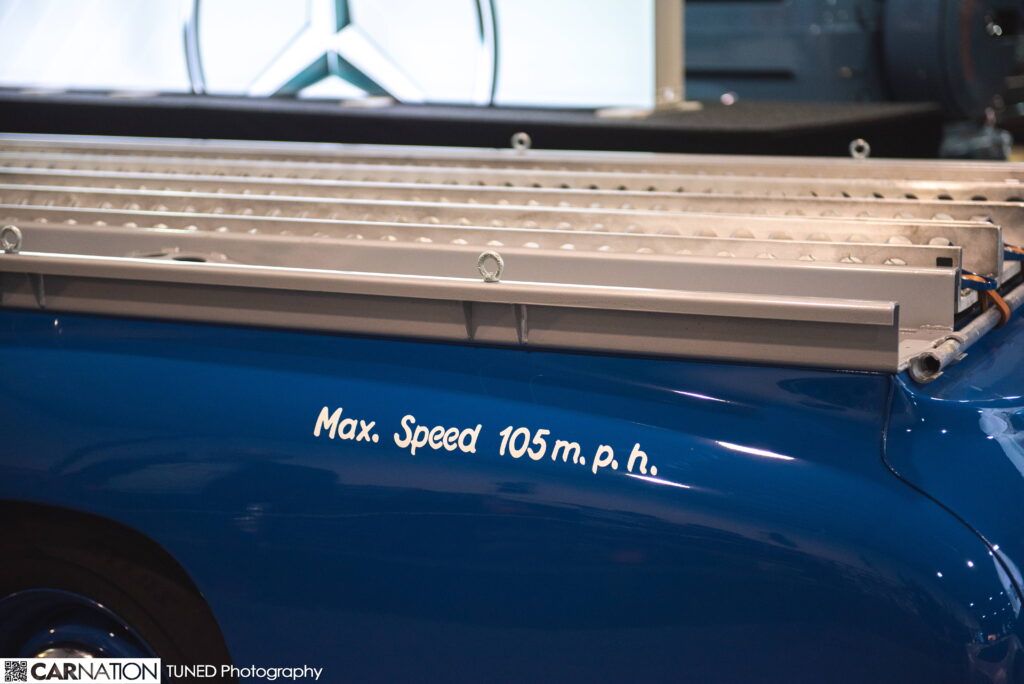 Max. Speed 105 m.p.h.
CARNATION TUNED Photography